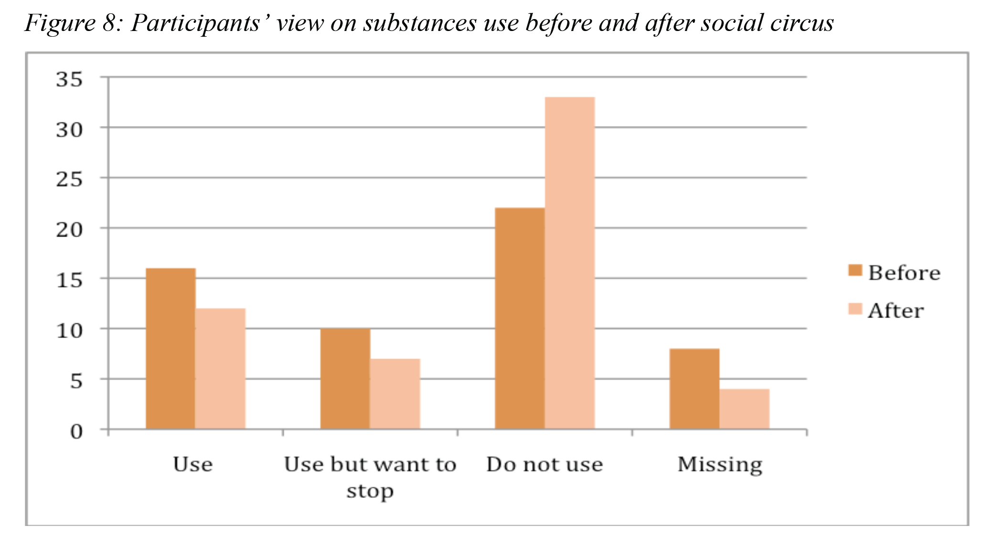 Figure 8: Participants’ view on substances use before and after social circus
35
30
25
20
15
10
5
0
Use
Use but want to
stop
Do not use
Missing
Before
After